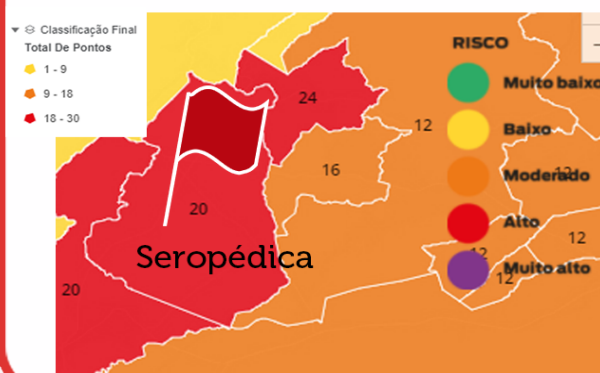 Classificação Final
Total De Pontos
1 - 9
9 - 18
18 - 30
RISCO
Muito baixo
Baixo
Moderado
Alto
Muito alto
24
12
16
12
20
12
12
12
20
Seropédica